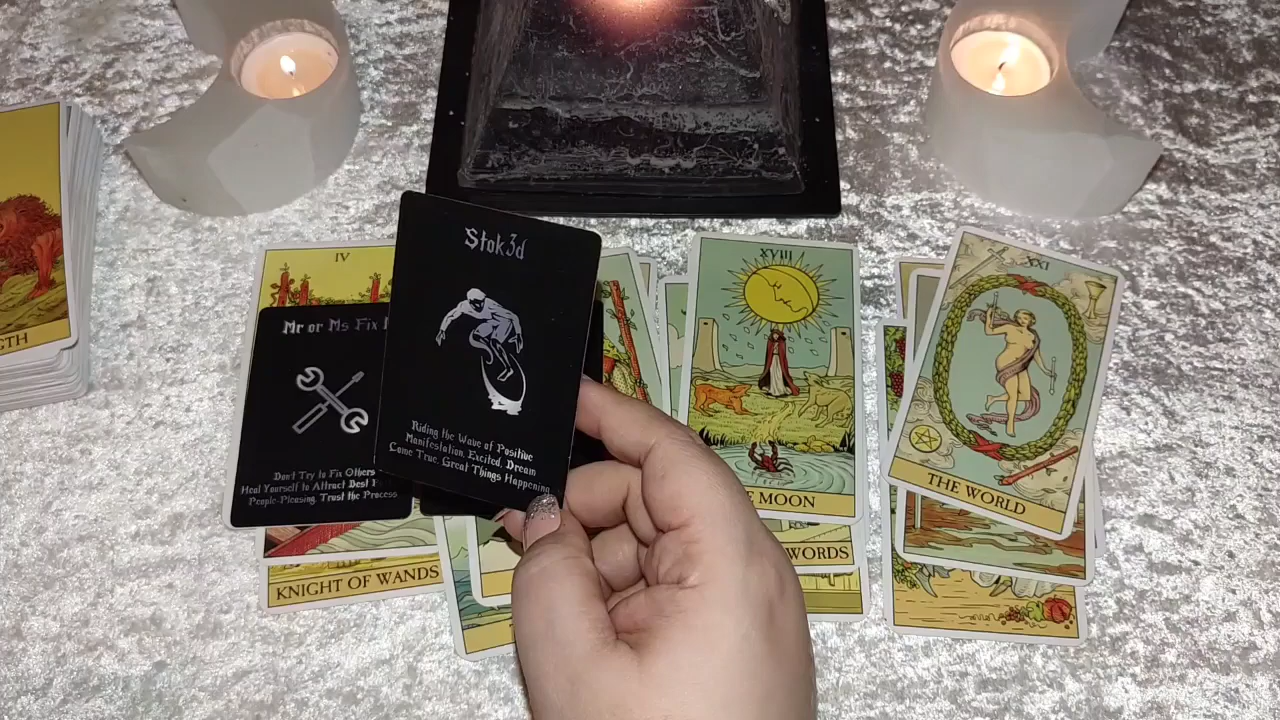 IV
Stok3d
Riding the Wave of Positive
Manifestation, Excited, Dream
Come True, Great Things Happening
Mr or Ms Fix
Don't Try to Fix Others
Heal Yourself to Attract Best
People-Pleasing, Trust the Process
KNIGHT OF WANDS
XVIII
MOON
WORDS
XXI
THE WORLD
GTH